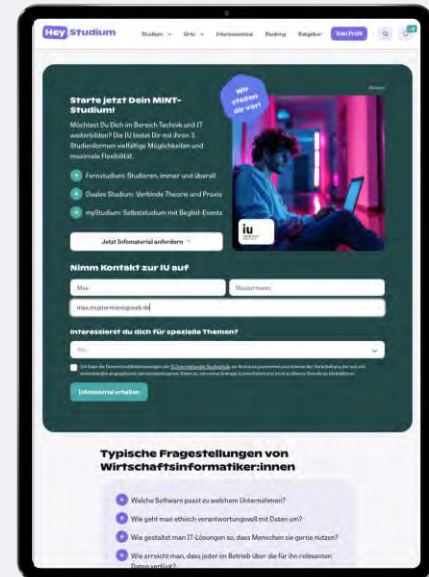 Hey Studium
Studium Orte Interessentest Ranking Ratgeber Dein Profil
Anzeige
Wir stellen dir vor!
Starte jetzt Dein MINT-
Studium!
Möchtest Du Dich im Bereich Technik und IT
weiterbilden? Die IU bietet Dir mit ihren 3
Studienformen vielfältige Möglichkeiten und
maximale Flexibilität.
Fernstudium: Studieren, immer und überall
Duales Studium: Verbinde Theorie und Praxis
myStudium: Selbststudium mit Begleit-Events
iu
Jetzt Infomaterial anfordern
Nimm Kontakt zur IU auf
Max Mustermann
max.mustermann@web.de
Interessierst du dich für spezielle Themen?
Infomaterial erhalten
Typische Fragestellungen von
Wirtschaftsinformatiker:innen
Welche Software passt zu welchem Unternehmen?
Wie geht man ethisch verantwortungsvoll mit Daten um?
Wie gestaltet man IT-Lösungen so, dass Menschen sie gerne nutzen?
Wie erreicht man, dass jeder im Betrieb über die für ihn relevanten
Daten verfügt?